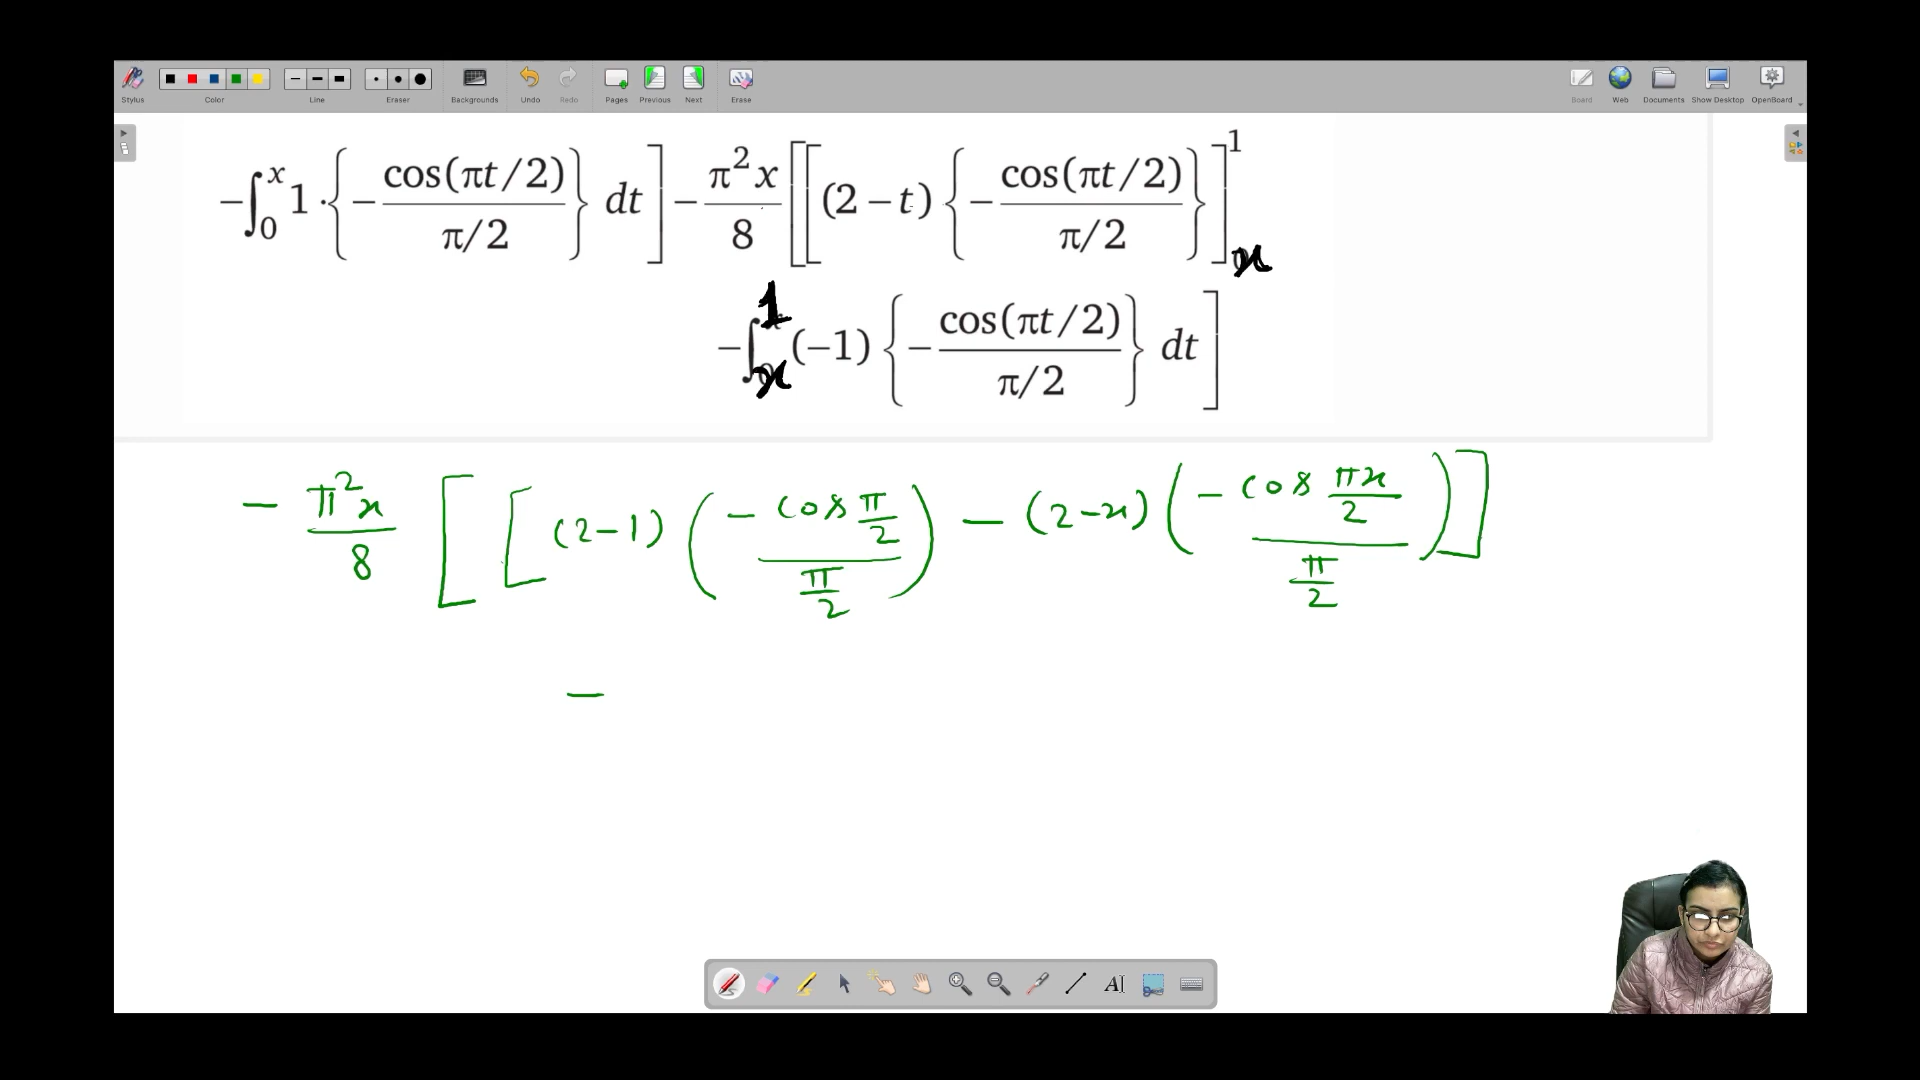 Stylus Color Line Eraser Backgrounds Undo Redo Pages Previous Next Erase Board Web Documents Show Desktop OpenBoard
-∫₀ˣ 1·{-cos(πt/2)/(π/2)} dt] - π²x/8 [[(2-t){-cos(πt/2)/(π/2)}]ₓ¹
-∫ₓ¹(-1){-cos(πt/2)/(π/2)} dt]
- π²x/8 [[(2-1)(-cos π/2 / π/2) - (2-x)(-cos πx/2 / π/2)]
-